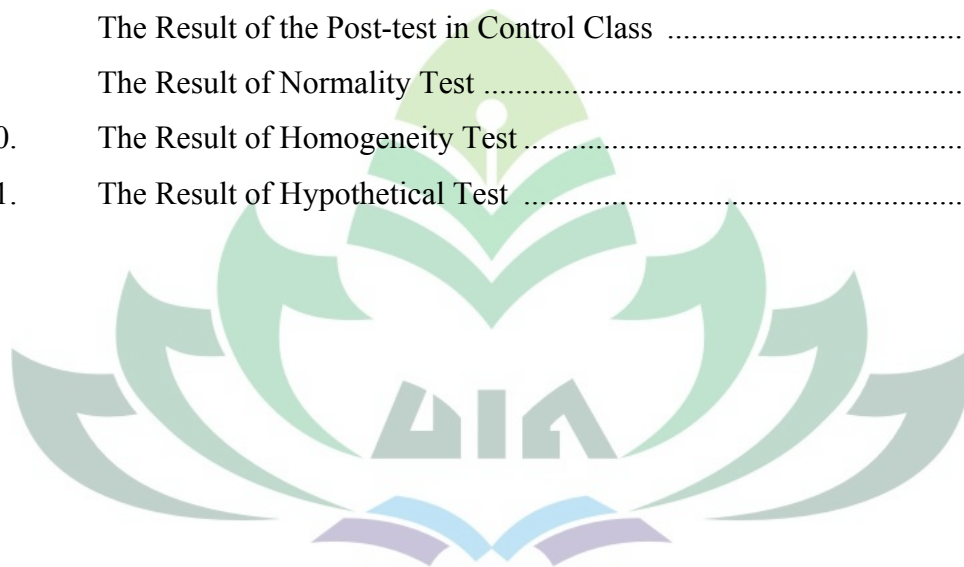 The Result of the Post-test in Control Class ..................................
The Result of Normality Test .........................................................
0. The Result of Homogeneity Test ....................................................
1. The Result of Hypothetical Test ....................................................
UIN